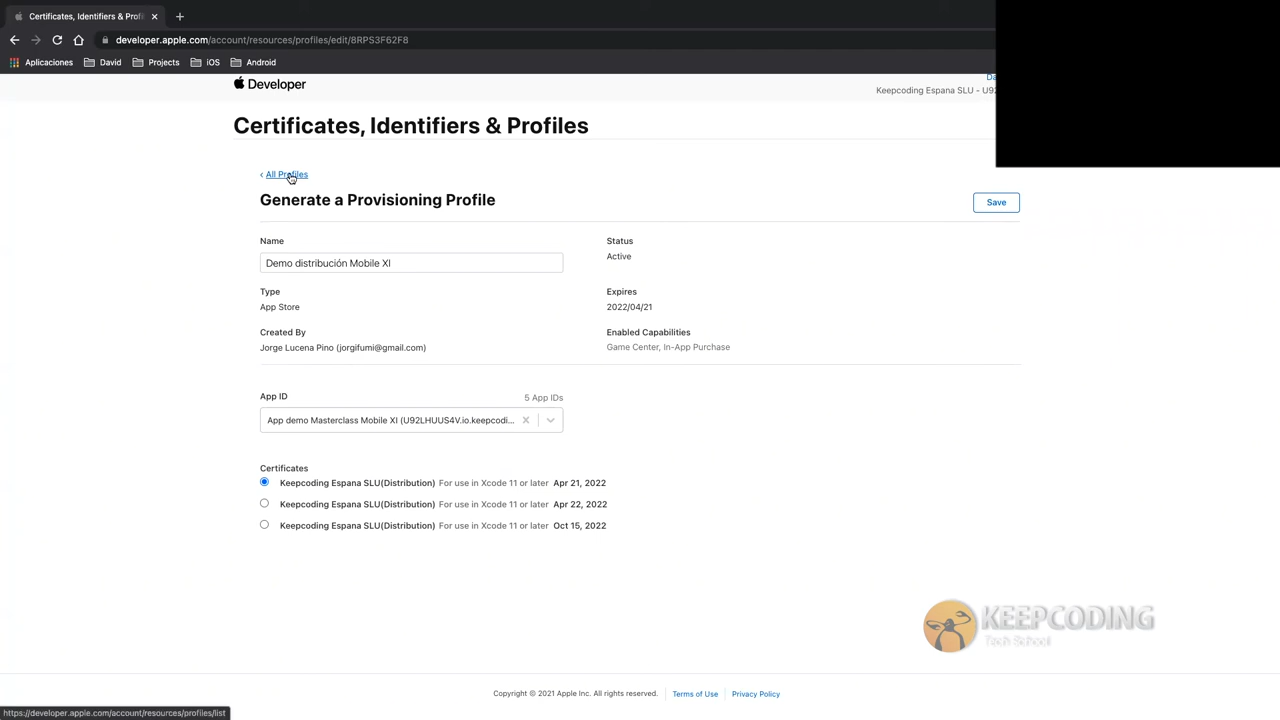 Certificates, Identifiers & Profi
developer.apple.com/account/resources/profiles/edit/8RPS3F62F8
Aplicaciones David Projects iOS Android
Developer
Keepcoding Espana SLU - U92
Certificates, Identifiers & Profiles
‹ All Profiles
Generate a Provisioning Profile
Save
Name
Demo distribución Mobile XI
Status
Active
Type
App Store
Expires
2022/04/21
Created By
Jorge Lucena Pino (jorgifumi@gmail.com)
Enabled Capabilities
Game Center, In-App Purchase
App ID
5 App IDs
App demo Masterclass Mobile XI (U92LHUUS4V.io.keepcodi...
Certificates
Keepcoding Espana SLU(Distribution) For use in Xcode 11 or later Apr 21, 2022
Keepcoding Espana SLU(Distribution) For use in Xcode 11 or later Apr 22, 2022
Keepcoding Espana SLU(Distribution) For use in Xcode 11 or later Oct 15, 2022
KEEPCODING
Tech School
Copyright © 2021 Apple Inc. All rights reserved. Terms of Use Privacy Policy
https://developer.apple.com/account/resources/profiles/list